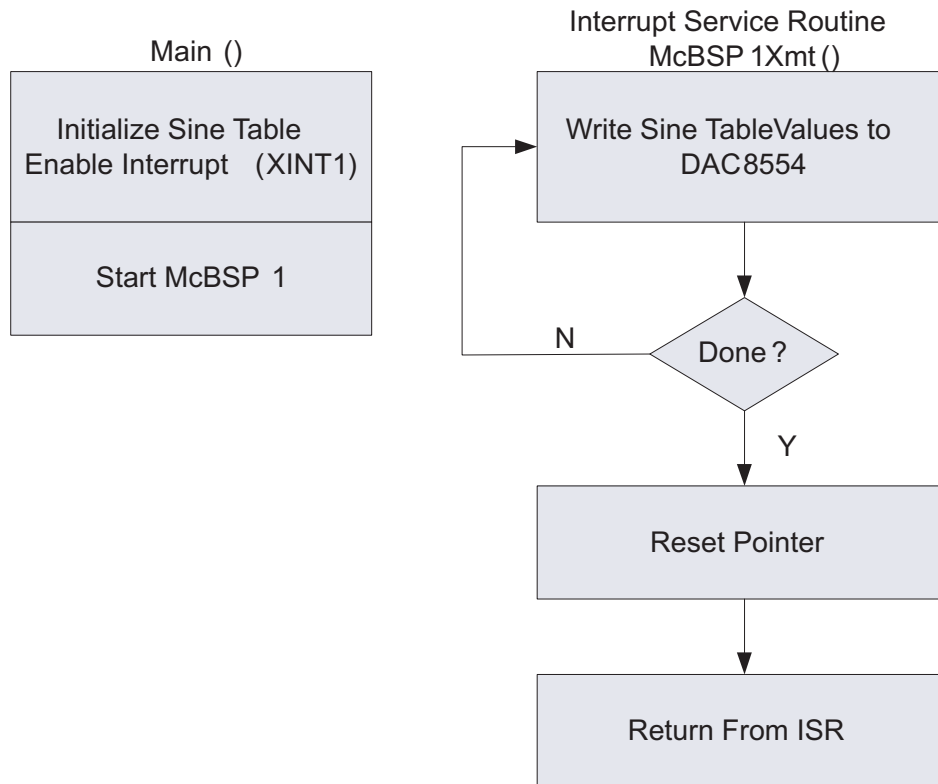 Main ()
Initialize Sine Table
Enable Interrupt (XINT1)
Start McBSP 1
Interrupt Service Routine
McBSP 1Xmt ()
Write Sine TableValues to
DAC8554
Done ?
N
Y
Reset Pointer
Return From ISR